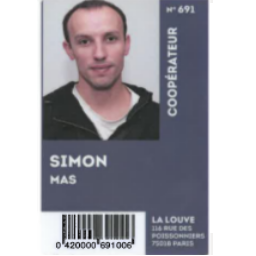 N° 691
COOPÉRATEUR
SIMON
MAS
LA LOUVE
116 RUE DES
POISSONNIERS
75018 PARIS
0 420000 691006